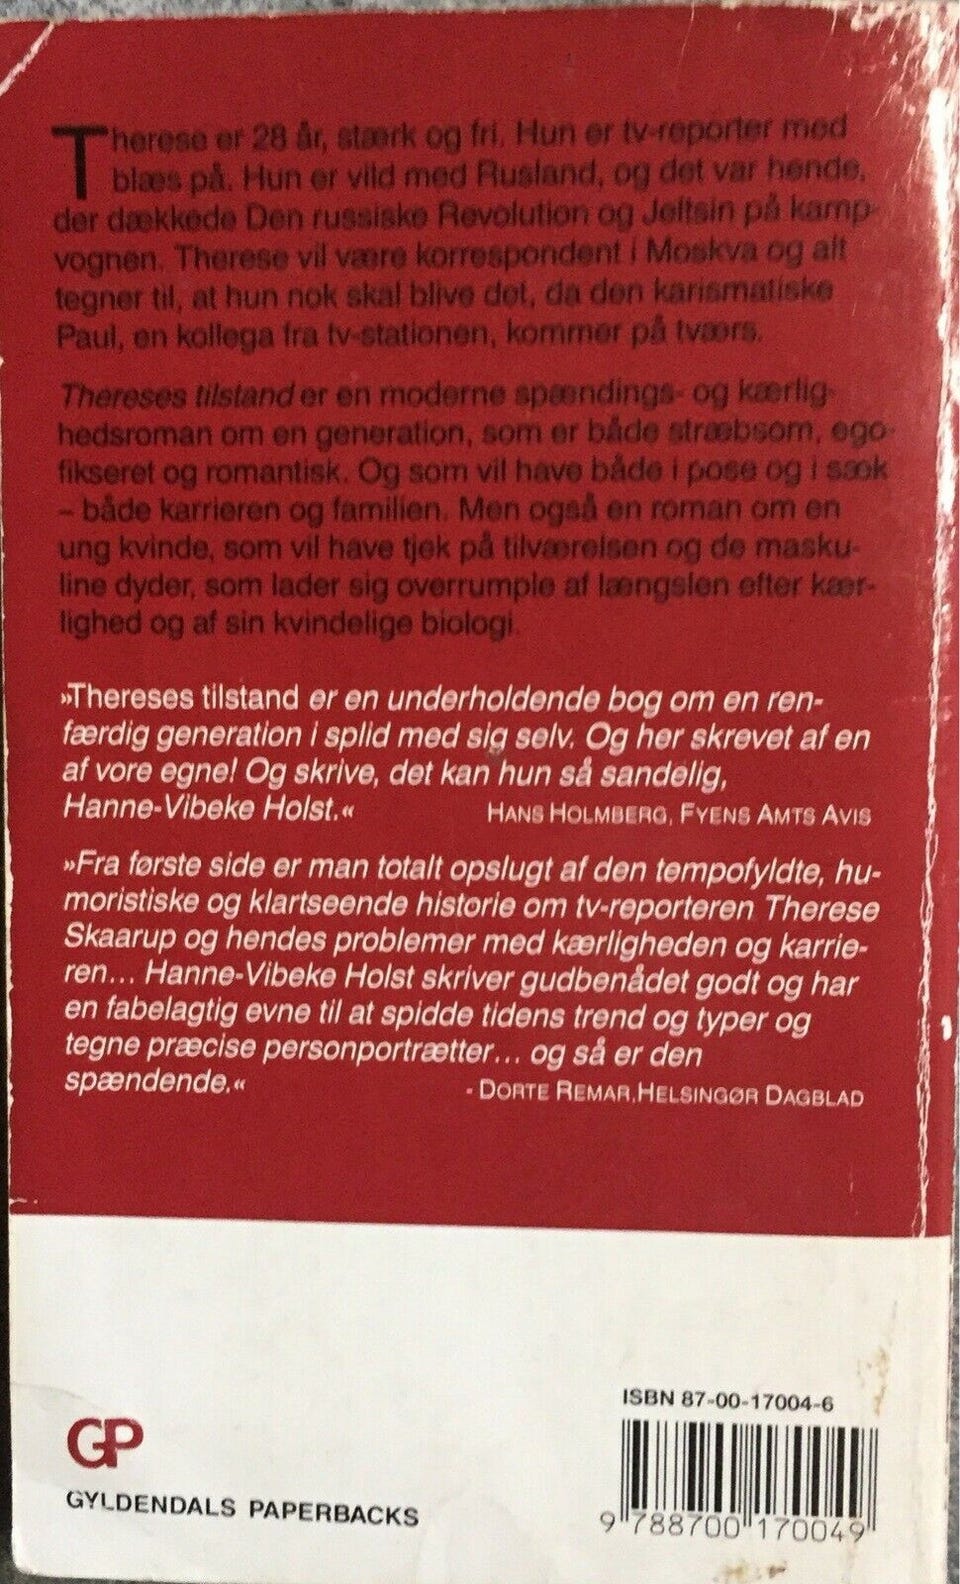 Therese er 28 år, stærk og fri. Hun er tv-reporter med
blæs på. Hun er vild med Rusland, og det var hende,
der dækkede Den russiske Revolution og Jeltsin på kamp-
vognen. Therese vil være korrespondent i Moskva og alt
tegner til, at hun nok skal blive det, da den karismatiske
Paul, en kollega fra tv-stationen, kommer på tværs.
Thereses tilstand er en moderne spændings- og kærlig-
hedsroman om en generation, som er både stræbsom, ego-
fikseret og romantisk. Og som vil have både i pose og i sæk
– både karrieren og familien. Men også en roman om en
ung kvinde, som vil have tjek på tilværelsen og de masku-
line dyder, som lader sig overrumple af længslen efter kær-
lighed og af sin kvindelige biologi.
»Thereses tilstand er en underholdende bog om en ren-
færdig generation i splid med sig selv. Og her skrevet af en
af vore egne! Og skrive, det kan hun så sandelig,
Hanne-Vibeke Holst.« HANS HOLMBERG, FYENS AMTS AVIS
»Fra første side er man totalt opslugt af den tempofyldte, hu-
moristiske og klartseende historie om tv-reporteren Therese
Skaarup og hendes problemer med kærligheden og karrie-
ren... Hanne-Vibeke Holst skriver gudbenådet godt og har
en fabelagtig evne til at spidde tidens trend og typer og
tegne præcise personportrætter... og så er den
spændende.« - DORTE REMAR,HELSINGØR DAGBLAD
ISBN 87-00-17004-6
GP
GYLDENDALS PAPERBACKS
9 788700 170049